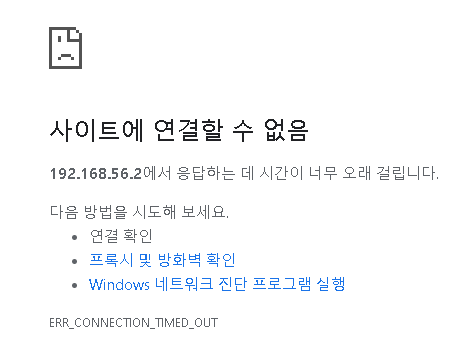 사이트에 연결할 수 없음
192.168.56.2에서 응답하는 데 시간이 너무 오래 걸립니다.
다음 방법을 시도해 보세요.
• 연결 확인
• 프록시 및 방화벽 확인
• Windows 네트워크 진단 프로그램 실행
ERR_CONNECTION_TIMED_OUT